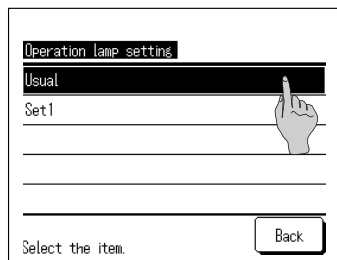 Operation lamp setting
Usual
Set1
Select the item.
Back